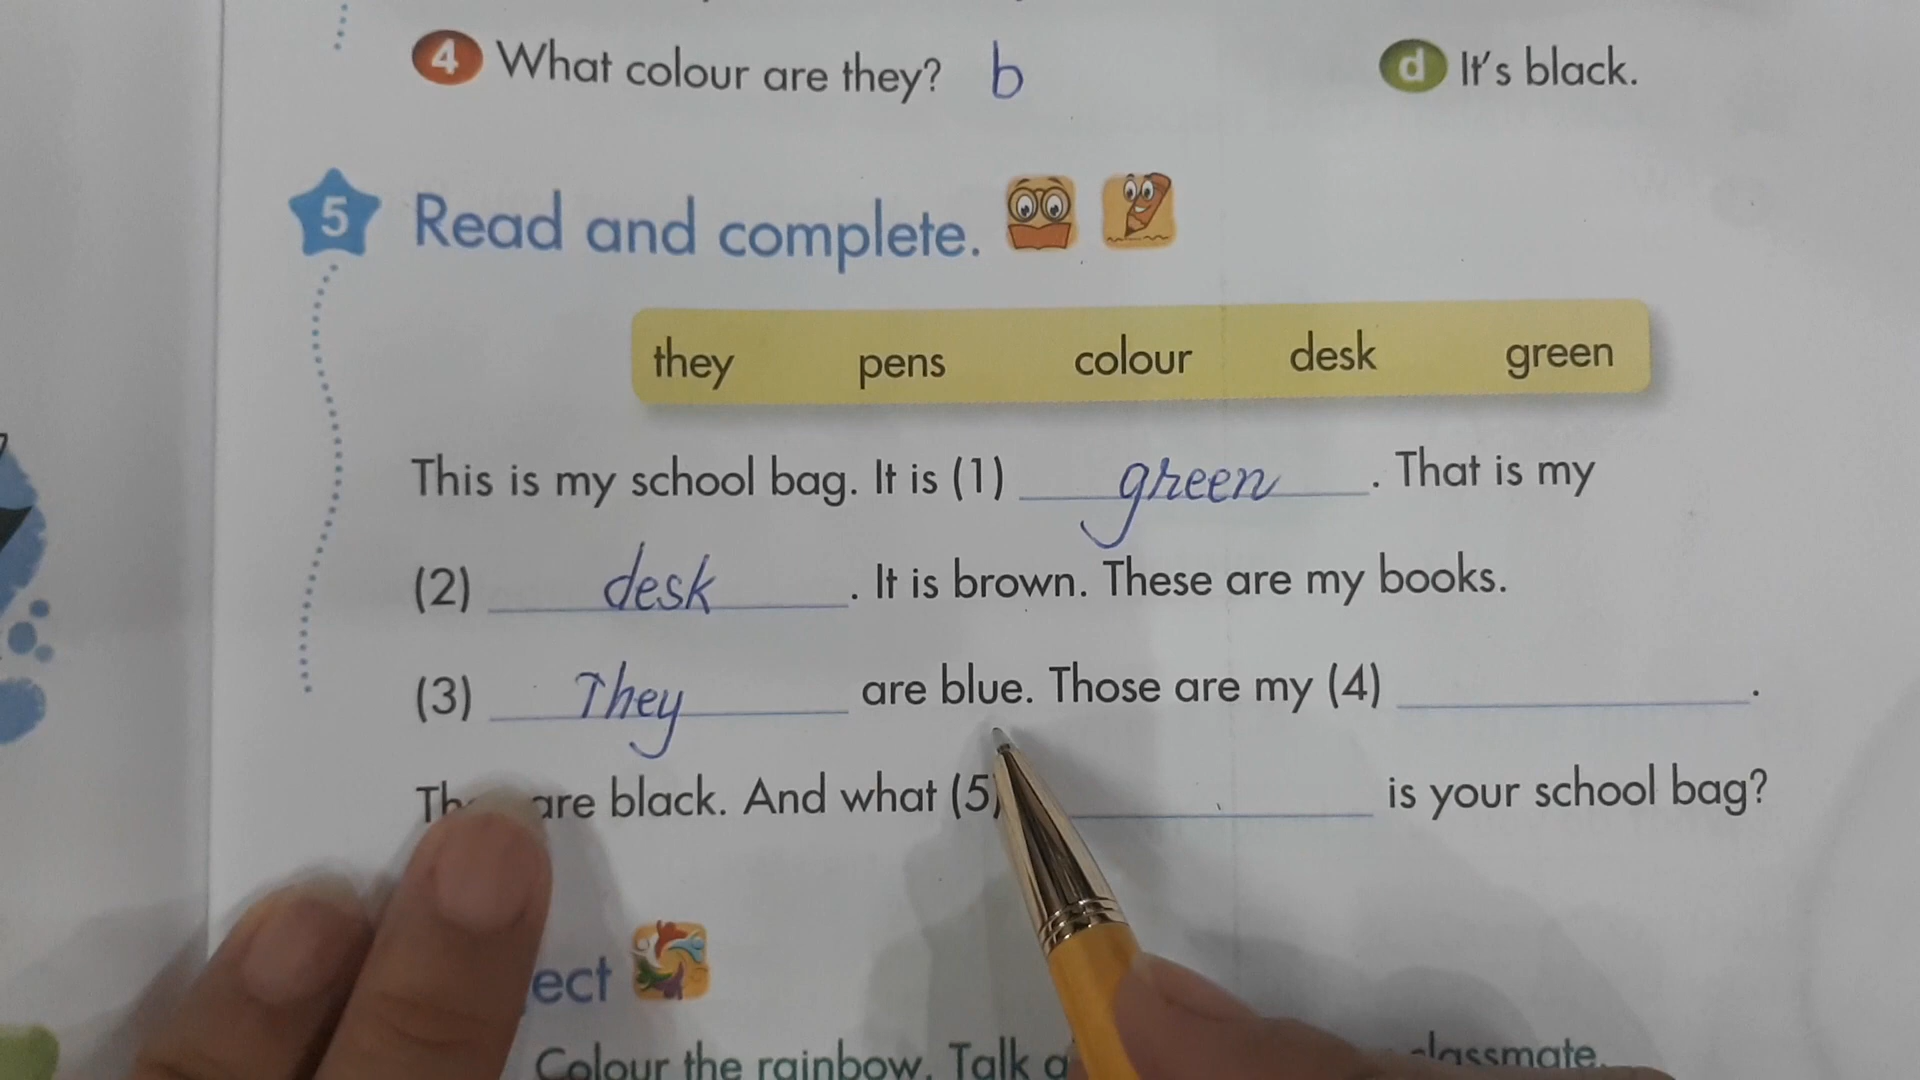 4 What colour are they? b d It's black.
5 Read and complete.
they pens colour desk green
This is my school bag. It is (1) green. That is my
(2) desk. It is brown. These are my books.
(3) They are blue. Those are my (4) .
are black. And what (5) is your school bag?
Colour the rainbow. Talk